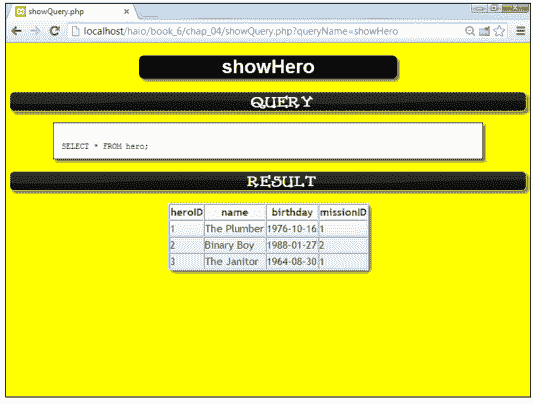 showQuery.php
localhost/haio/book_6/chap_04/showQuery.php?queryName=showHero
showHero
QUERY
SELECT * FROM hero;
RESULT
heroID name birthday missionID
1 The Plumber 1976-10-16 1
2 Binary Boy 1988-01-27 2
3 The Janitor 1964-08-30 1